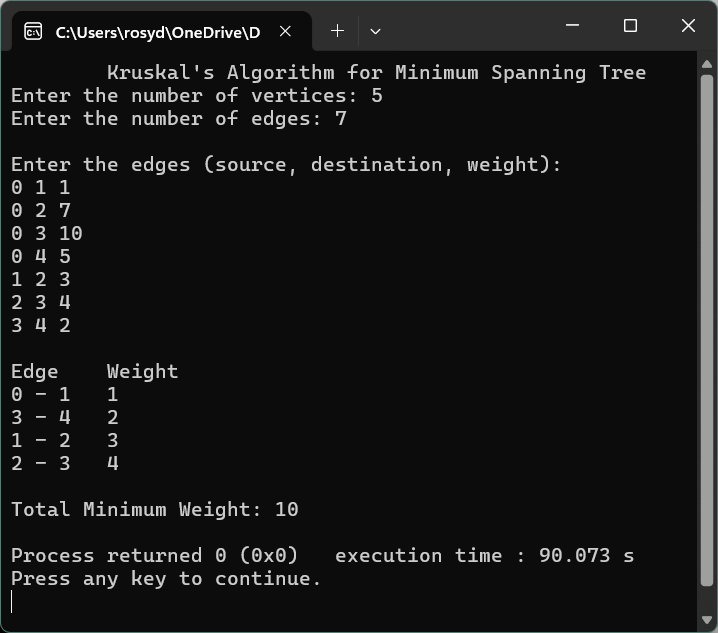 C:\Users\rosyd\OneDrive\D
Kruskal's Algorithm for Minimum Spanning Tree
Enter the number of vertices: 5
Enter the number of edges: 7
Enter the edges (source, destination, weight):
0 1 1
0 2 7
0 3 10
0 4 5
1 2 3
2 3 4
3 4 2
Edge    Weight
0 - 1   1
3 - 4   2
1 - 2   3
2 - 3   4
Total Minimum Weight: 10
Process returned 0 (0x0)   execution time : 90.073 s
Press any key to continue.